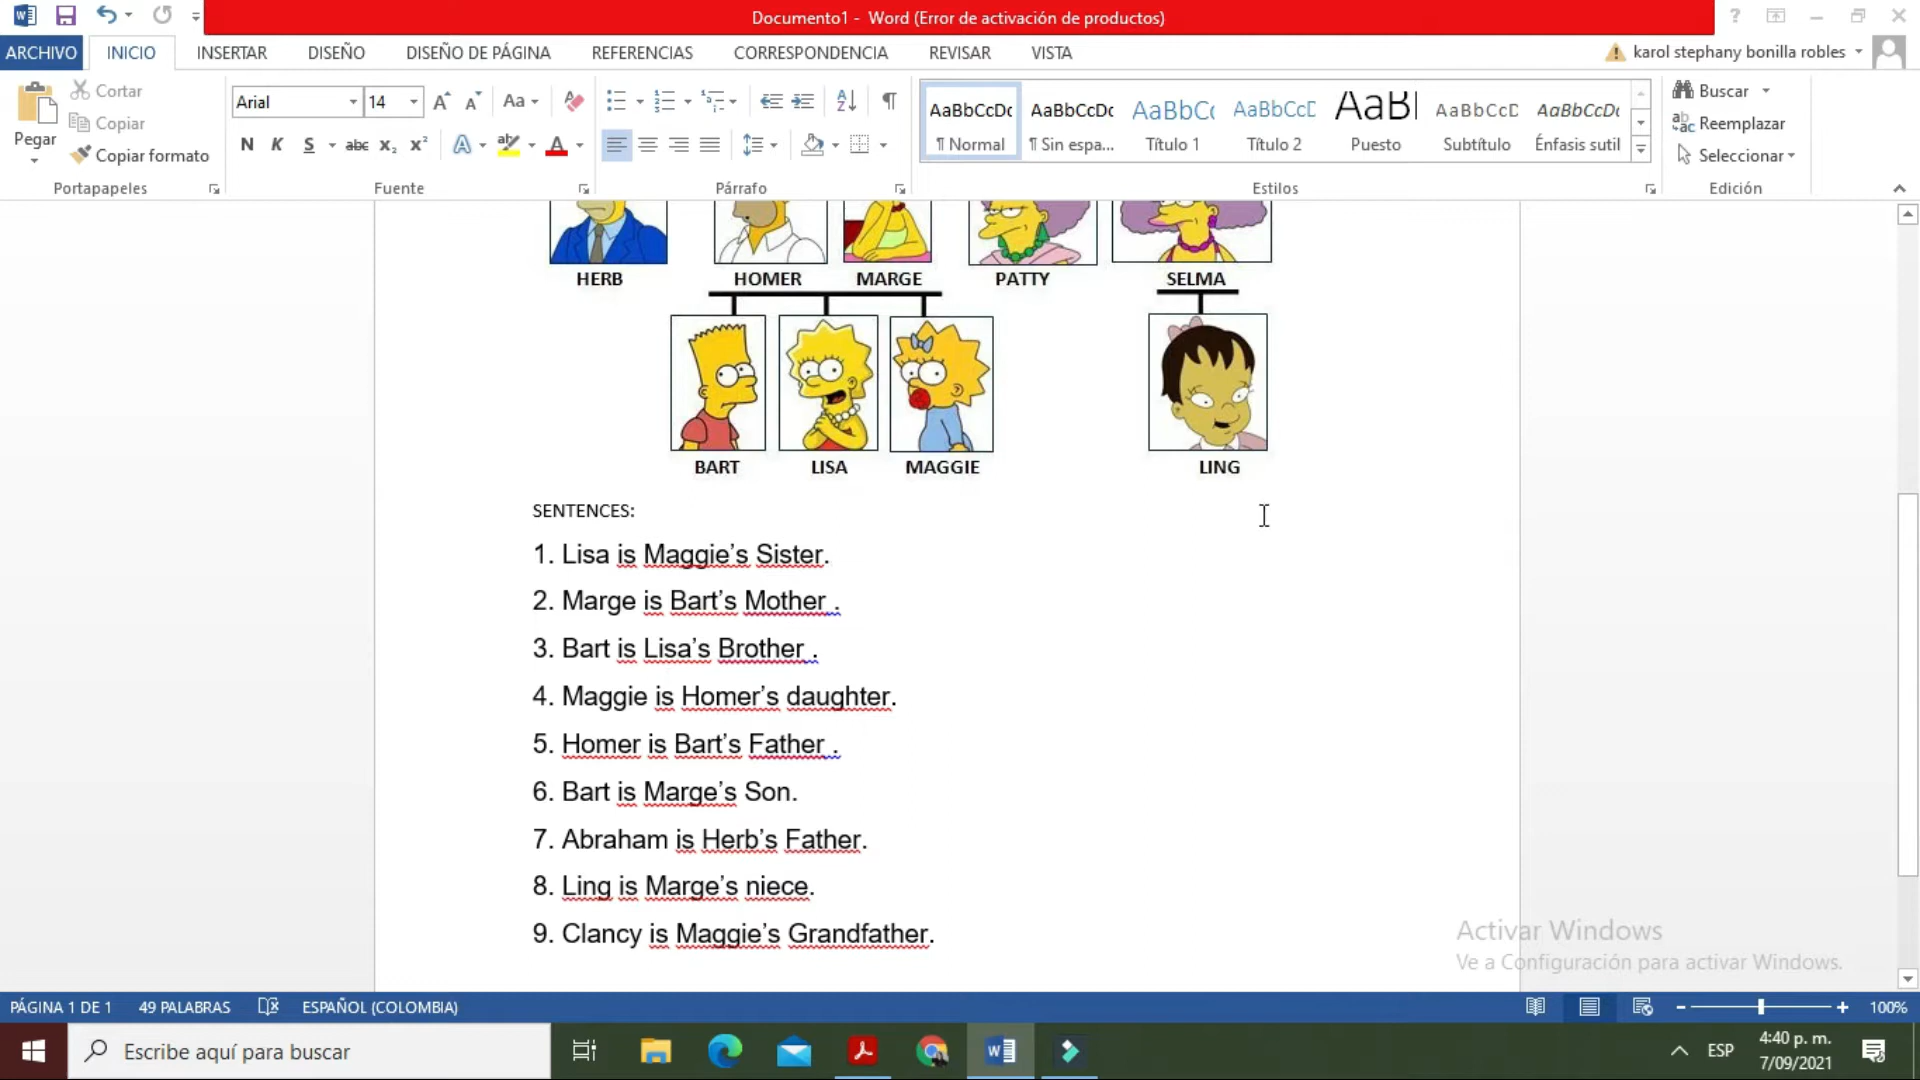 Documento1 - Word (Error de activación de productos)
ARCHIVO INICIO INSERTAR DISEÑO DISEÑO DE PÁGINA REFERENCIAS CORRESPONDENCIA REVISAR VISTA karol stephany bonilla robles
Pegar Cortar Copiar Copiar formato
Arial 14
N K S abc x₂ x²
AaBbCcDc AaBbCcDc AaBbC AaBbCcD AaB AaBbCcD AaBbCcDc
¶ Normal ¶ Sin espa... Título 1 Título 2 Puesto Subtítulo Énfasis sutil
Buscar
Reemplazar
Seleccionar
Portapapeles Fuente Párrafo Estilos Edición
HERB HOMER MARGE PATTY SELMA
BART LISA MAGGIE LING
SENTENCES:
1. Lisa is Maggie’s Sister.
2. Marge is Bart’s Mother .
3. Bart is Lisa’s Brother .
4. Maggie is Homer’s daughter.
5. Homer is Bart’s Father .
6. Bart is Marge’s Son.
7. Abraham is Herb’s Father.
8. Ling is Marge’s niece.
9. Clancy is Maggie’s Grandfather.
Activar Windows
Ve a Configuración para activar Windows.
PÁGINA 1 DE 1 49 PALABRAS ESPAÑOL (COLOMBIA) 100%
Escribe aquí para buscar
ESP
4:40 p. m.
7/09/2021